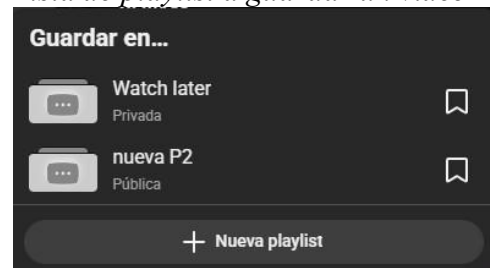 Guardar en...
Watch later
Privada
nueva P2
Pública
Nueva playlist